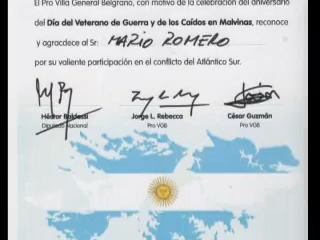 El Pro Villa General Belgrano, con motivo de la celebración del aniversario
del Día del Veterano de Guerra y de los Caídos en Malvinas, reconoce
y agracdece al Sr: MARIO ROMERO
por su valiente participación en el conflicto del Atlántico Sur.
Héctor Baldassi Jorge L. Rebecca César Guzmán
Diputado Nacional Pro VGB Pro VGB